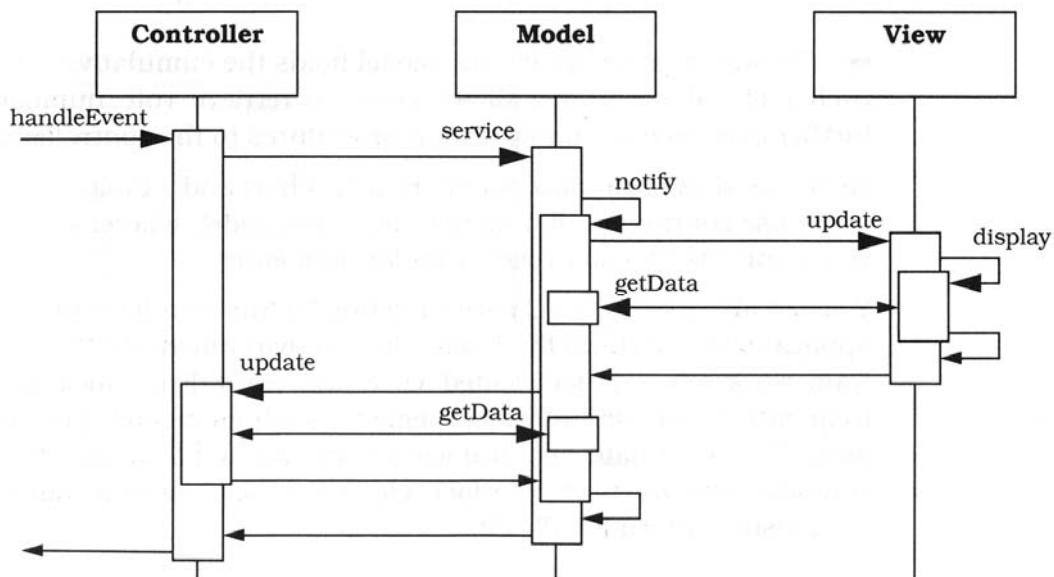 Controller
Model
View
handleEvent
service
notify
update
display
getData
update
getData